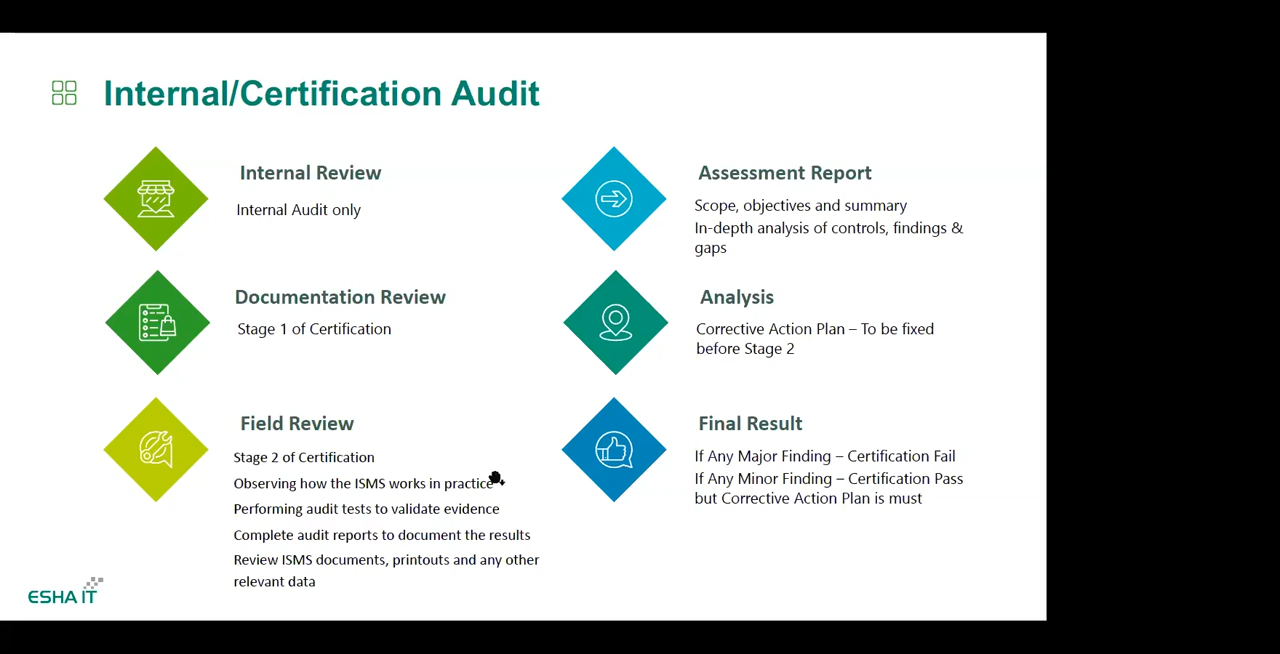 Internal/Certification Audit
Internal Review
Internal Audit only
Documentation Review
Stage 1 of Certification
Field Review
Stage 2 of Certification
Observing how the ISMS works in practice
Performing audit tests to validate evidence
Complete audit reports to document the results
Review ISMS documents, printouts and any other
relevant data
Assessment Report
Scope, objectives and summary
In-depth analysis of controls, findings &
gaps
Analysis
Corrective Action Plan – To be fixed
before Stage 2
Final Result
If Any Major Finding – Certification Fail
If Any Minor Finding – Certification Pass
but Corrective Action Plan is must
ESHA IT